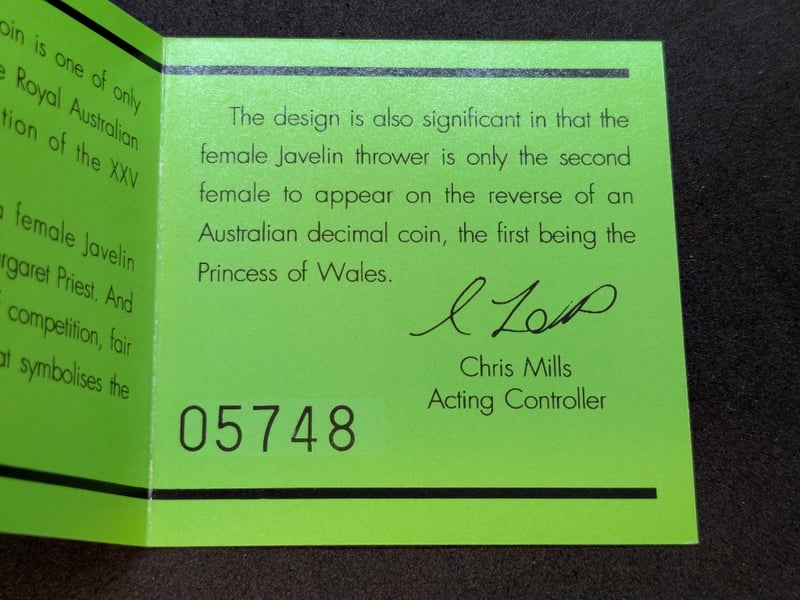 oin is one of only
e Royal Australian
tion of the XXV
a female Javelin
rgaret Priest. And
competition, fair
at symbolises the
The design is also significant in that the
female Javelin thrower is only the second
female to appear on the reverse of an
Australian decimal coin, the first being the
Princess of Wales.
Chris Mills
Acting Controller
05748